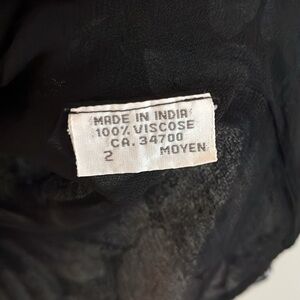 MADE IN INDIA
100% VISCOSE
CA. 34700
2 MOYEN